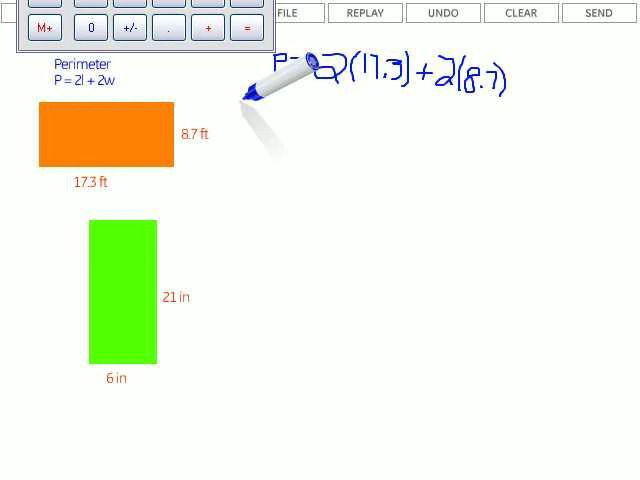 FILE REPLAY UNDO CLEAR SEND
M+ 0 +/- . + =
Perimeter
P = 2l + 2w
P = 2(17.3) + 2(8.7)
8.7 ft
17.3 ft
21 in
6 in